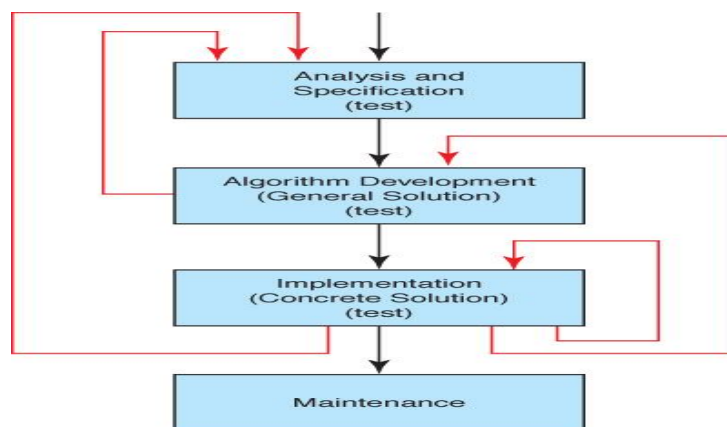 Analysis and
Specification
(test)
Algorithm Development
(General Solution)
(test)
Implementation
(Concrete Solution)
(test)
Maintenance